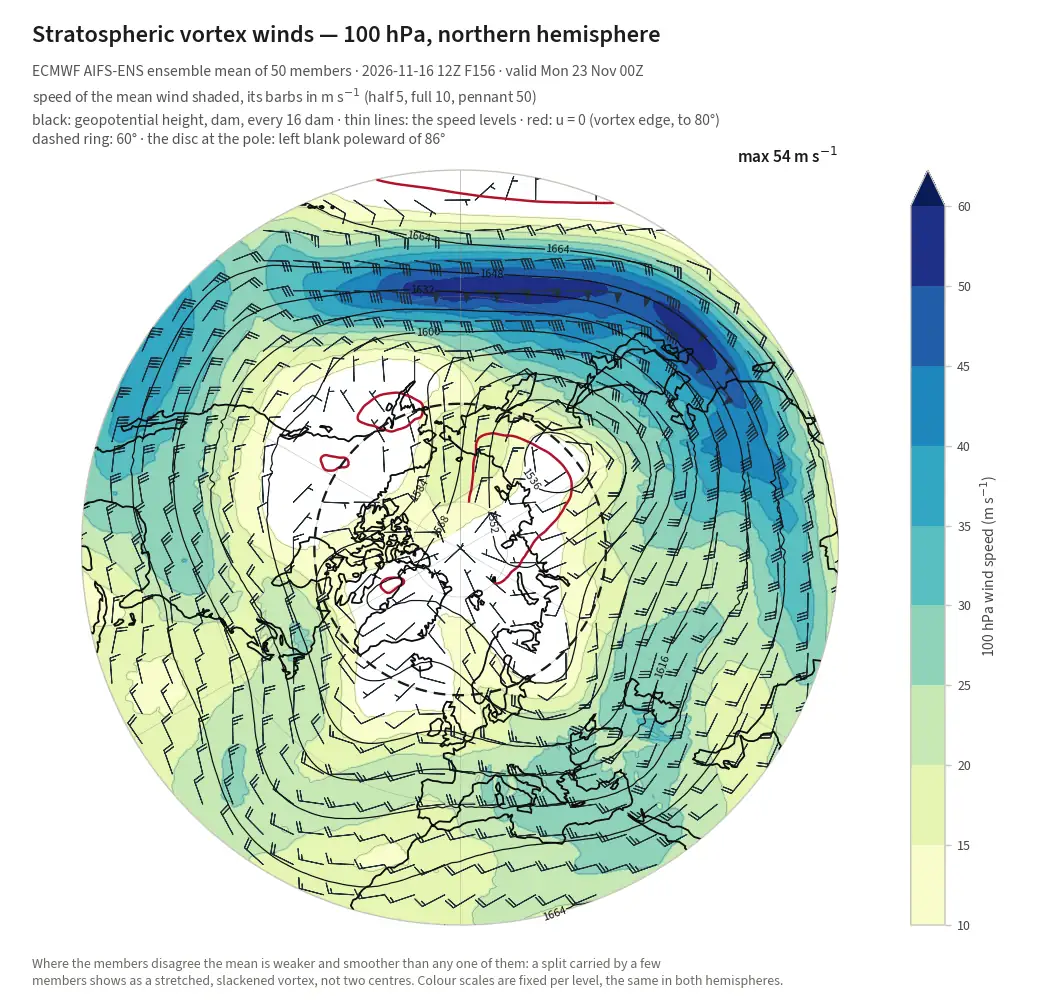 Stratospheric vortex winds — 100 hPa, northern hemisphere
ECMWF AIFS-ENS ensemble mean of 50 members · 2026-11-16 12Z F156 · valid Mon 23 Nov 00Z
speed of the mean wind shaded, its barbs in m s⁻¹ (half 5, full 10, pennant 50)
black: geopotential height, dam, every 16 dam · thin lines: the speed levels · red: u = 0 (vortex edge, to 80°)
dashed ring: 60° · the disc at the pole: left blank poleward of 86°
max 54 m s⁻¹
1664
1664
1648
1632
1600
1536
1552
1568
1616
1664
60
50
45
40
35
30
25
20
15
10
100 hPa wind speed (m s⁻¹)
Where the members disagree the mean is weaker and smoother than any one of them: a split carried by a few
members shows as a stretched, slackened vortex, not two centres. Colour scales are fixed per level, the same in both hemispheres.